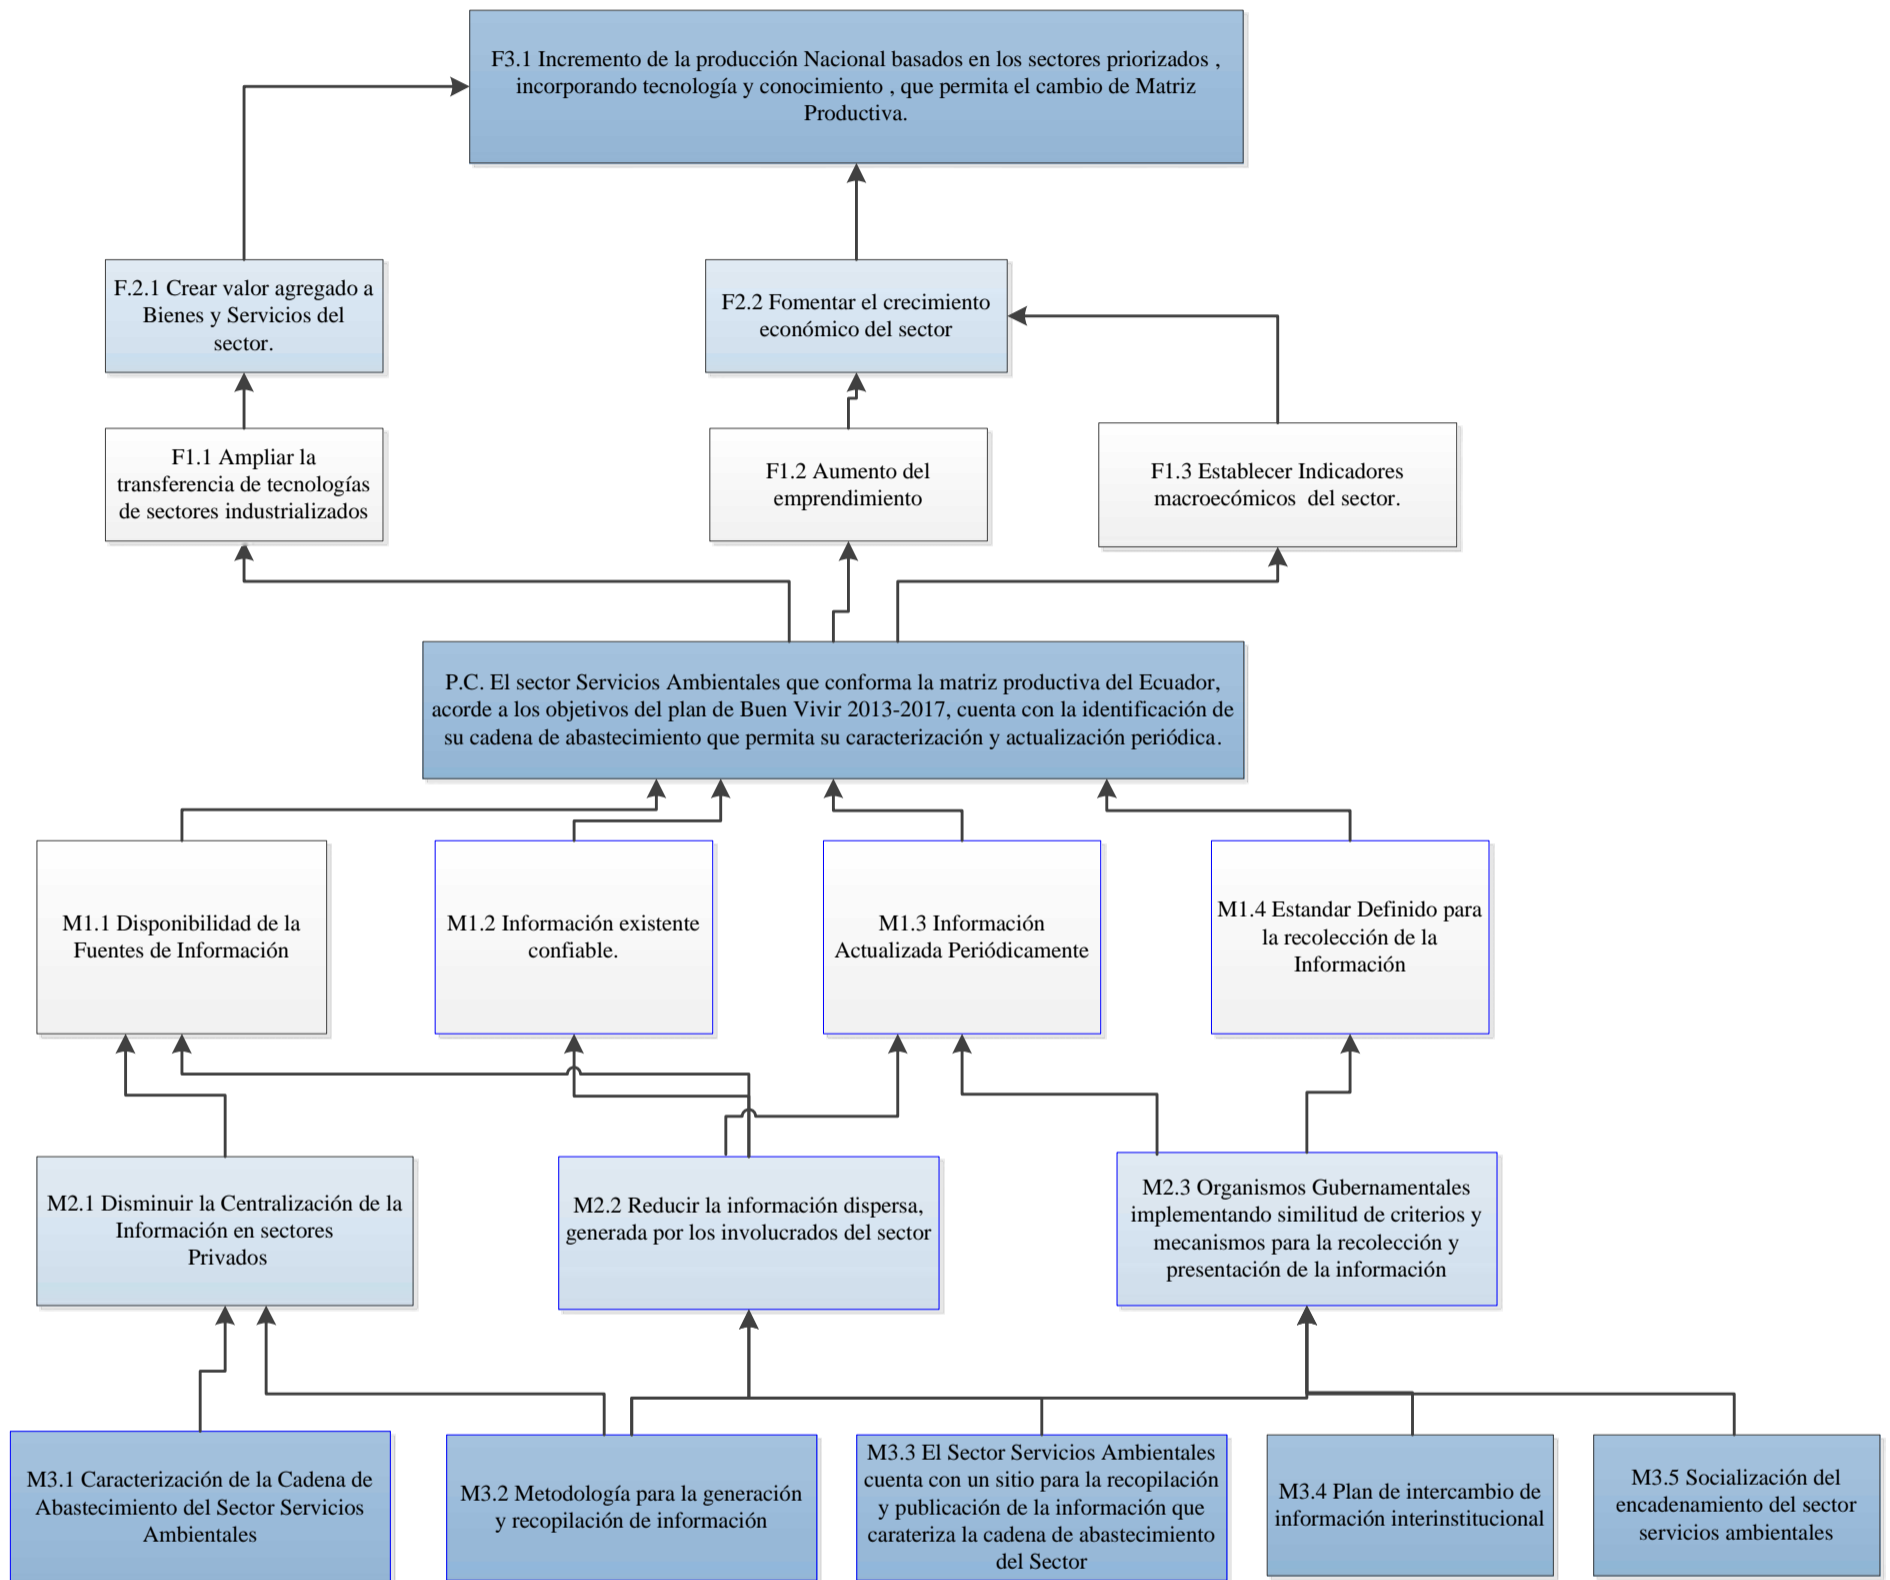 F3.1 Incremento de la producción Nacional basados en los sectores priorizados ,
incorporando tecnología y conocimiento , que permita el cambio de Matriz
Productiva.
F.2.1 Crear valor agregado a
Bienes y Servicios del
sector.
F2.2 Fomentar el crecimiento
económico del sector
F1.1 Ampliar la
transferencia de tecnologías
de sectores industrializados
F1.2 Aumento del
emprendimiento
F1.3 Establecer Indicadores
macroecómicos  del sector.
P.C. El sector Servicios Ambientales que conforma la matriz productiva del Ecuador,
acorde a los objetivos del plan de Buen Vivir 2013-2017, cuenta con la identificación de
su cadena de abastecimiento que permita su caracterización y actualización periódica.
M1.1 Disponibilidad de la
Fuentes de Información
M1.2 Información existente
confiable.
M1.3 Información
Actualizada Periódicamente
M1.4 Estandar Definido para
la recolección de la
Información
M2.1 Disminuir la Centralización de la
Información en sectores
Privados
M2.2 Reducir la información dispersa,
generada por los involucrados del sector
M2.3 Organismos Gubernamentales
implementando similitud de criterios y
mecanismos para la recolección y
presentación de la información
M3.1 Caracterización de la Cadena de
Abastecimiento del Sector Servicios
Ambientales
M3.2 Metodología para la generación
y recopilación de información
M3.3 El Sector Servicios Ambientales
cuenta con un sitio para la recopilación
y publicación de la información que
carateriza la cadena de abastecimiento
del Sector
M3.4 Plan de intercambio de
información interinstitucional
M3.5 Socialización del
encadenamiento del sector
servicios ambientales